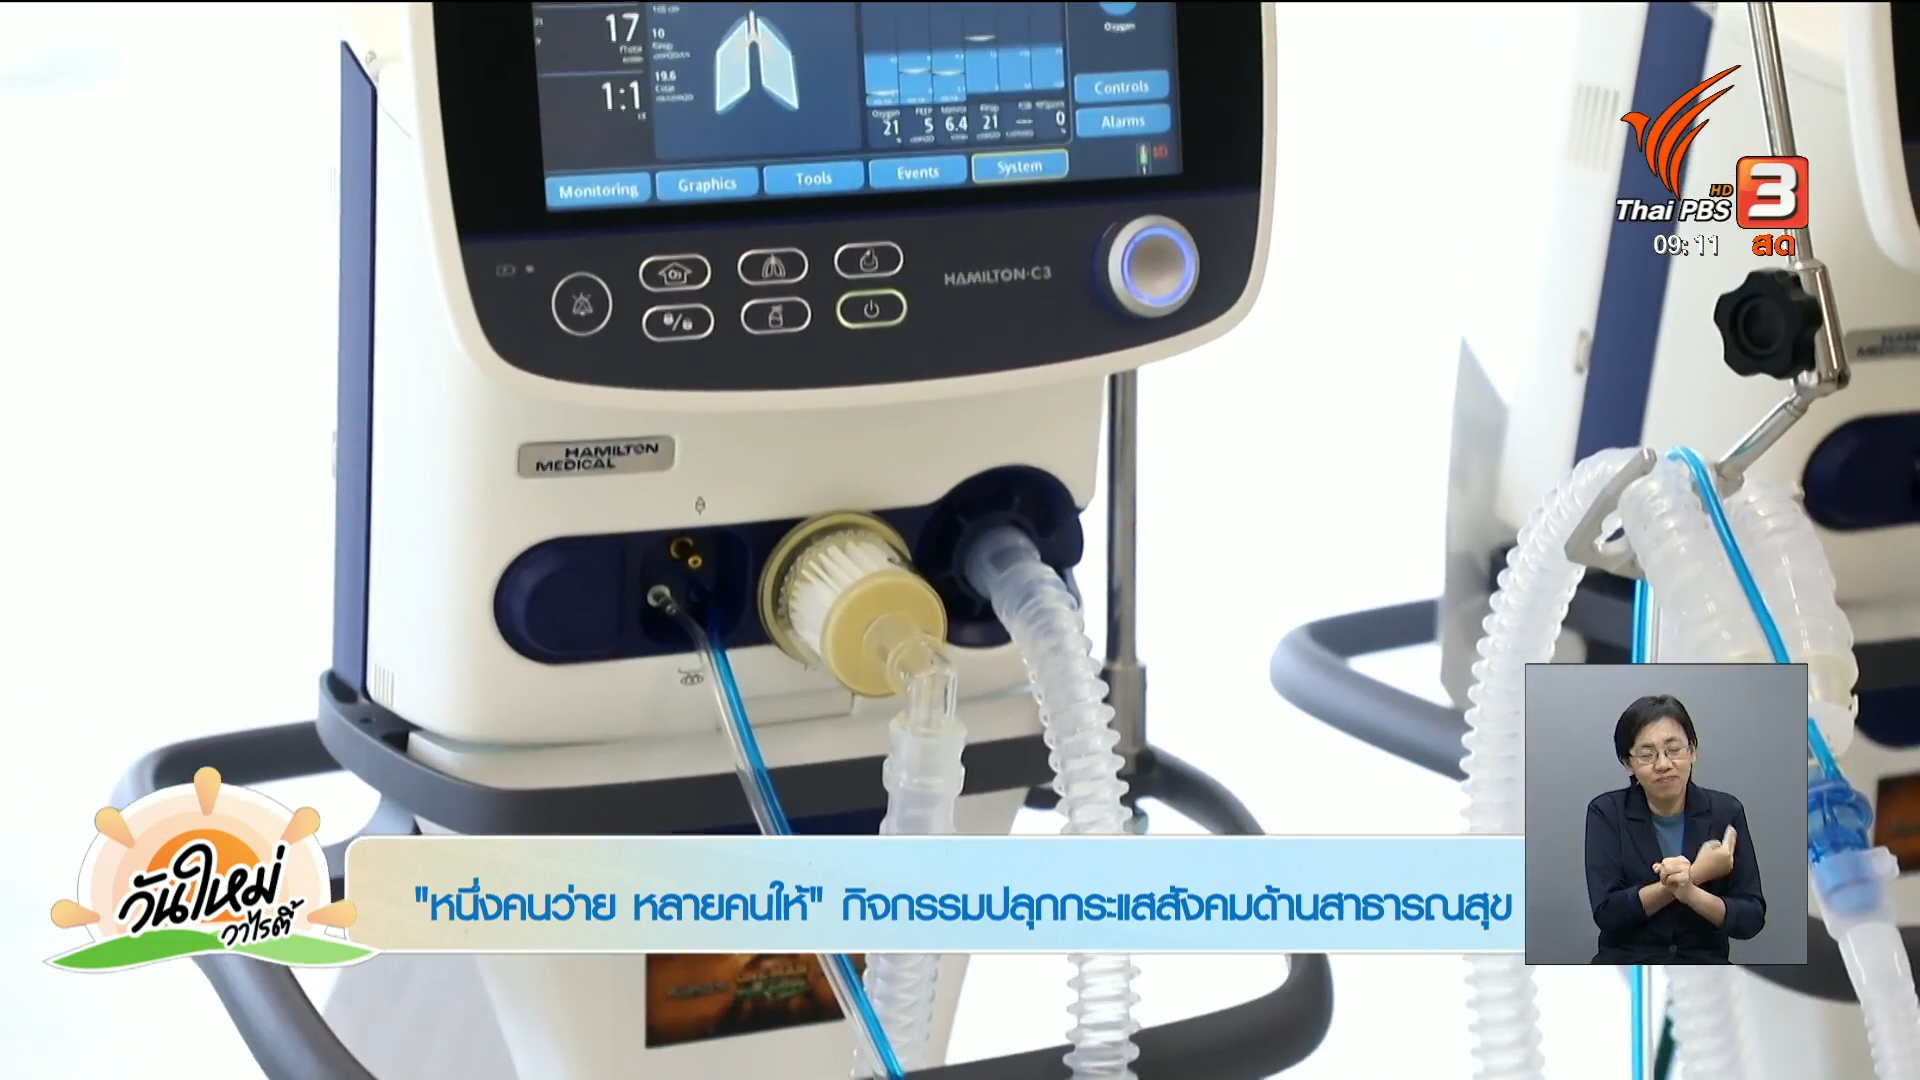 17
10
1:1
19.6
Oxygen
Controls
Alarms
Oxygen
PEEP
21
5
6.4
21
0
Monitoring
Graphics
Tools
Events
System
HAMILTON-C3
HAMILTON
MEDICAL
Thai PBS
HD
3
09:11
สด
วันใหม่
วาไรตี้
"หนึ่งคนว่าย หลายคนให้" กิจกรรมปลุกกระแสสังคมด้านสาธารณสุข